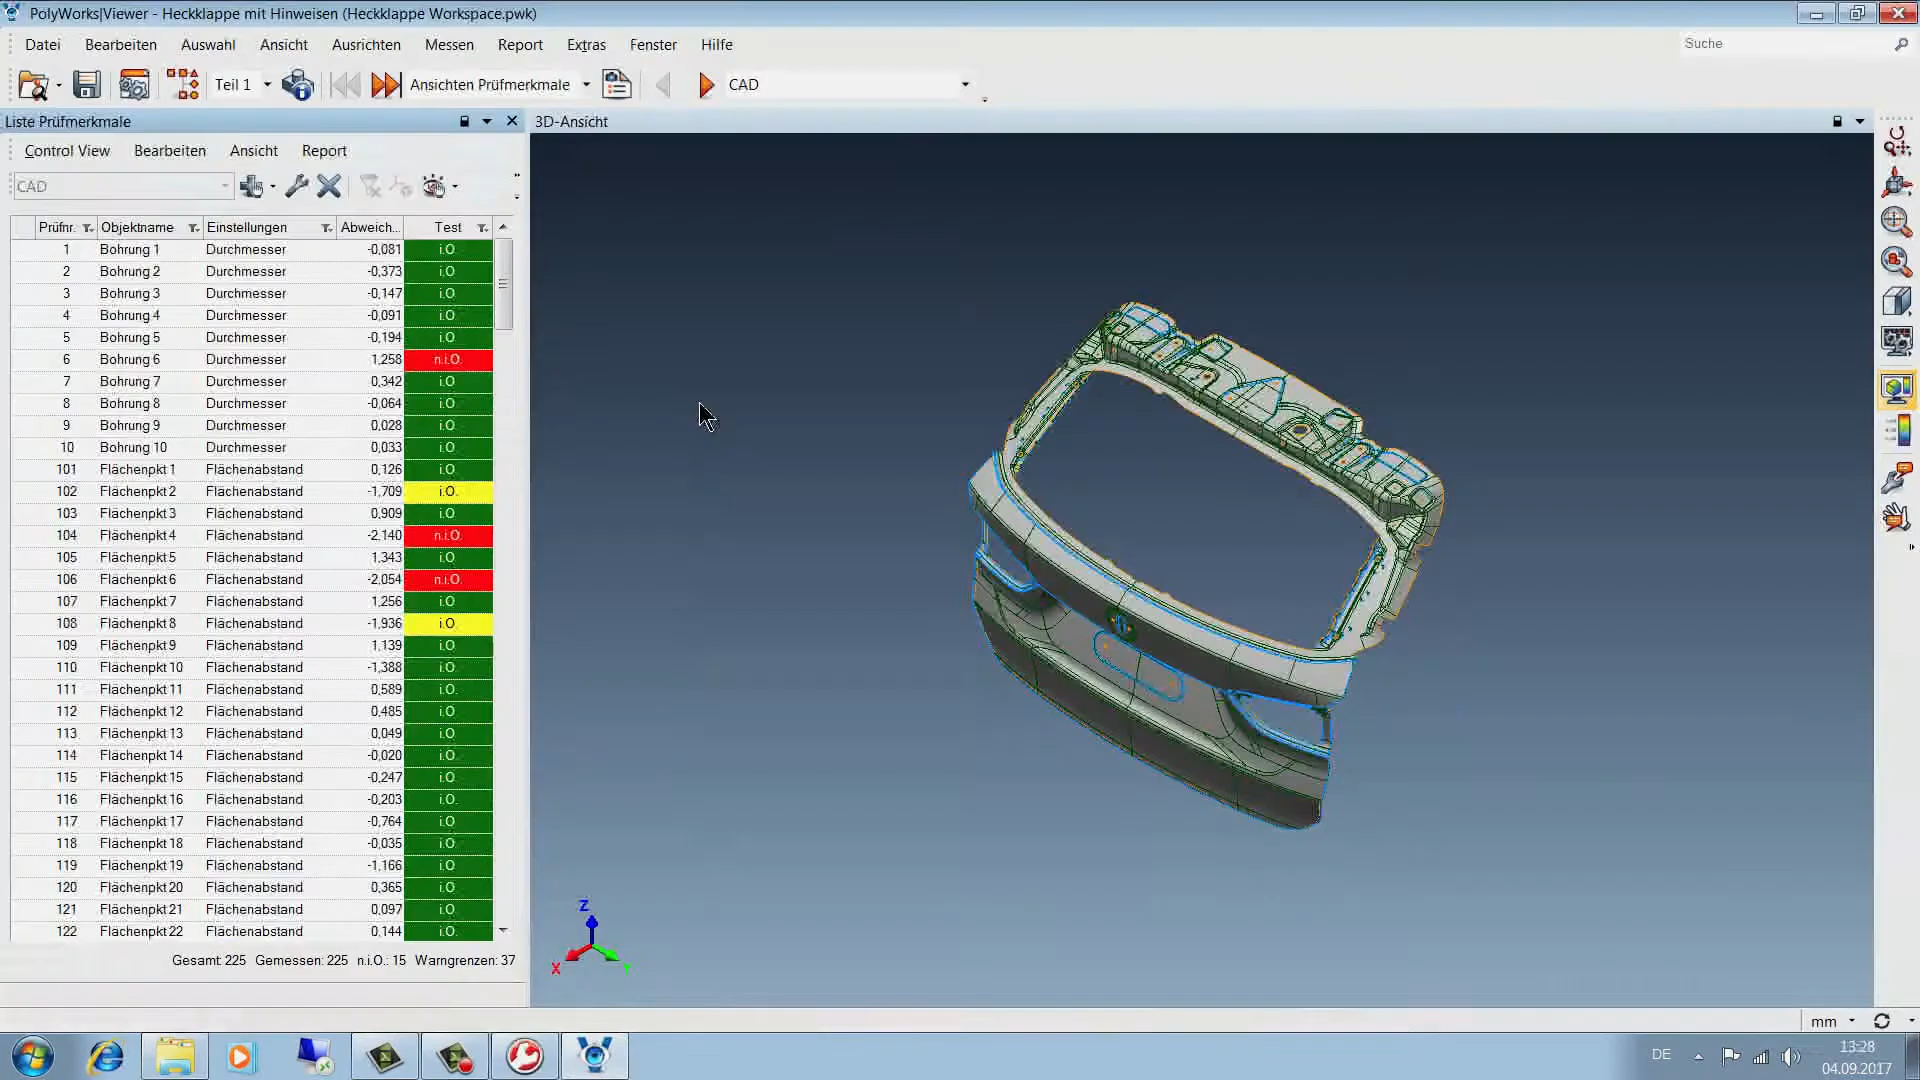 PolyWorks|Viewer - Heckklappe mit Hinweisen (Heckklappe Workspace.pwk)
Datei Bearbeiten Auswahl Ansicht Ausrichten Messen Report Extras Fenster Hilfe Suche
Teil 1 Ansichten Prüfmerkmale CAD
Liste Prüfmerkmale
3D-Ansicht
Control View Bearbeiten Ansicht Report
CAD
Prüfnr. Objektname Einstellungen Abweich... Test
1 Bohrung 1 Durchmesser -0,081 i.O.
2 Bohrung 2 Durchmesser -0,373 i.O.
3 Bohrung 3 Durchmesser -0,147 i.O.
4 Bohrung 4 Durchmesser -0,091 i.O.
5 Bohrung 5 Durchmesser -0,194 i.O.
6 Bohrung 6 Durchmesser 1,258 n.i.O.
7 Bohrung 7 Durchmesser 0,342 i.O.
8 Bohrung 8 Durchmesser -0,064 i.O.
9 Bohrung 9 Durchmesser 0,028 i.O.
10 Bohrung 10 Durchmesser 0,033 i.O.
101 Flächenpkt 1 Flächenabstand 0,126 i.O.
102 Flächenpkt 2 Flächenabstand -1,709 i.O.
103 Flächenpkt 3 Flächenabstand 0,909 i.O.
104 Flächenpkt 4 Flächenabstand -2,140 n.i.O.
105 Flächenpkt 5 Flächenabstand 1,343 i.O.
106 Flächenpkt 6 Flächenabstand -2,054 n.i.O.
107 Flächenpkt 7 Flächenabstand 1,256 i.O.
108 Flächenpkt 8 Flächenabstand -1,936 i.O.
109 Flächenpkt 9 Flächenabstand 1,139 i.O.
110 Flächenpkt 10 Flächenabstand -1,388 i.O.
111 Flächenpkt 11 Flächenabstand 0,589 i.O.
112 Flächenpkt 12 Flächenabstand 0,485 i.O.
113 Flächenpkt 13 Flächenabstand 0,049 i.O.
114 Flächenpkt 14 Flächenabstand -0,020 i.O.
115 Flächenpkt 15 Flächenabstand -0,247 i.O.
116 Flächenpkt 16 Flächenabstand -0,203 i.O.
117 Flächenpkt 17 Flächenabstand -0,764 i.O.
118 Flächenpkt 18 Flächenabstand -0,035 i.O.
119 Flächenpkt 19 Flächenabstand -1,166 i.O.
120 Flächenpkt 20 Flächenabstand 0,365 i.O.
121 Flächenpkt 21 Flächenabstand 0,097 i.O.
122 Flächenpkt 22 Flächenabstand 0,144 i.O.
Gesamt: 225 Gemessen: 225 n.i.O.: 15 Warngrenzen: 37
Z
X
Y
mm
DE
13:28
04.09.2017